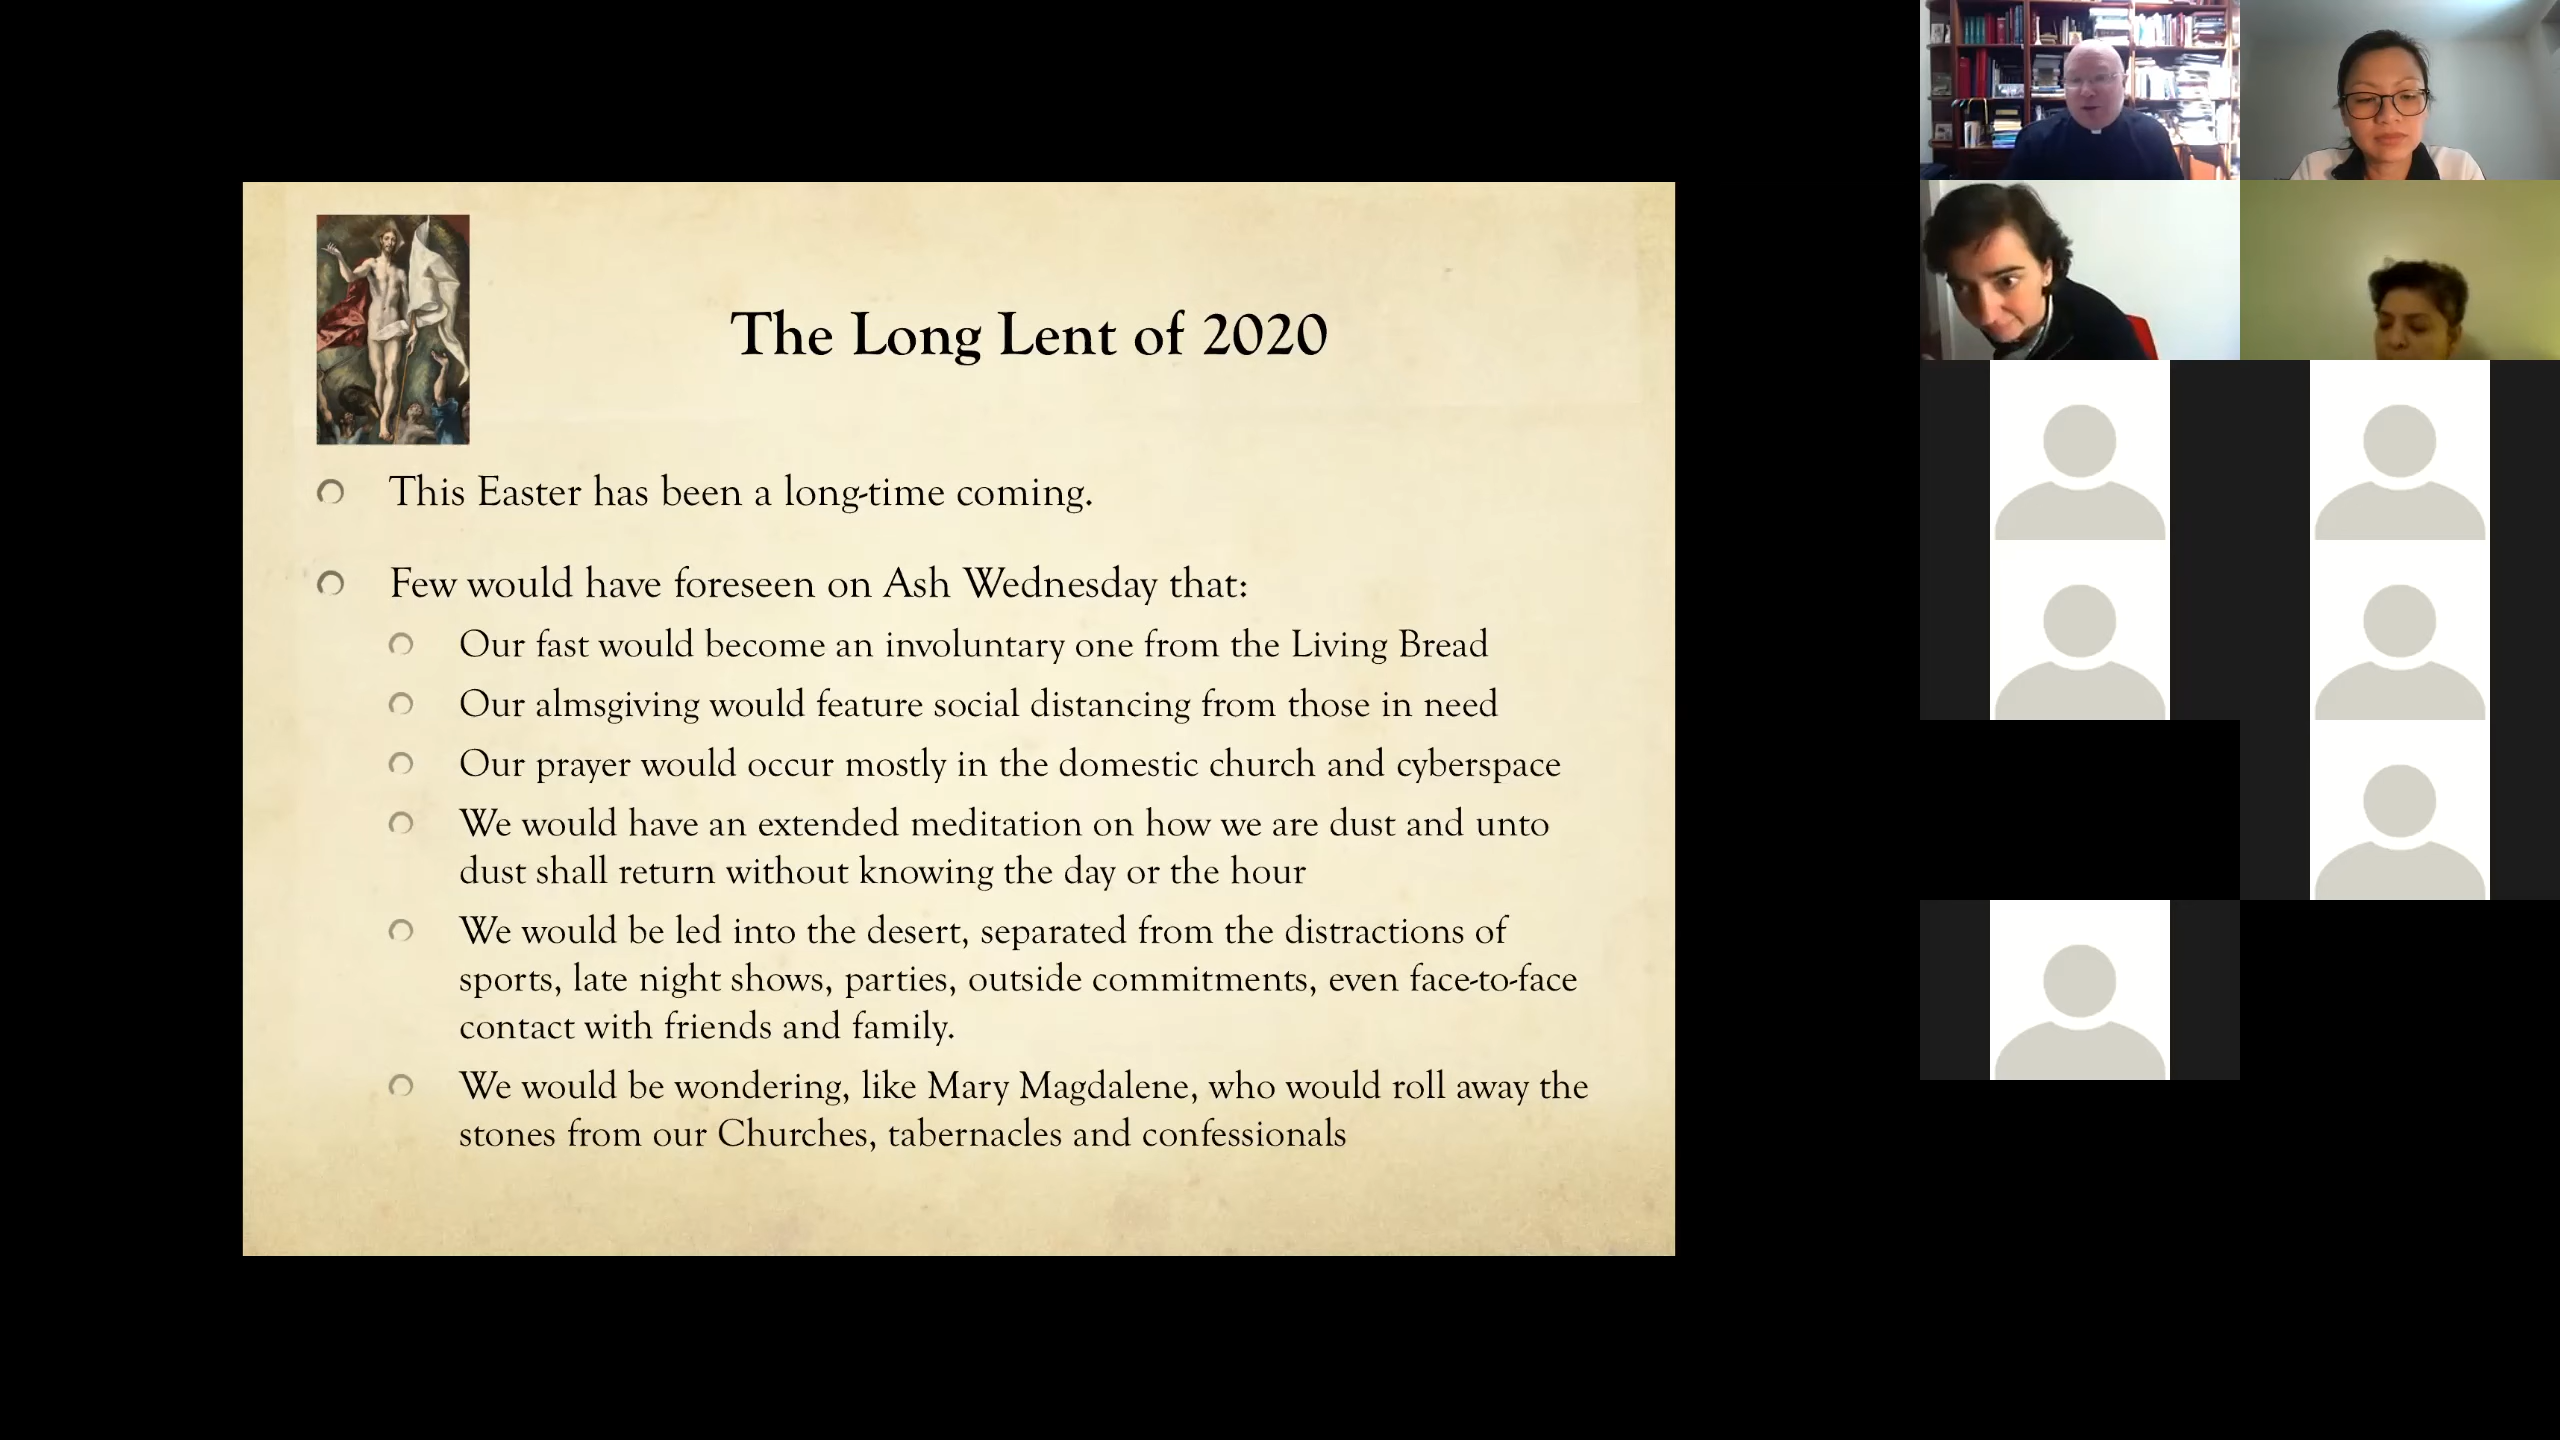 The Long Lent of 2020
This Easter has been a long-time coming.
Few would have foreseen on Ash Wednesday that:
Our fast would become an involuntary one from the Living Bread
Our almsgiving would feature social distancing from those in need
Our prayer would occur mostly in the domestic church and cyberspace
We would have an extended meditation on how we are dust and unto
dust shall return without knowing the day or the hour
We would be led into the desert, separated from the distractions of
sports, late night shows, parties, outside commitments, even face-to-face
contact with friends and family.
We would be wondering, like Mary Magdalene, who would roll away the
stones from our Churches, tabernacles and confessionals